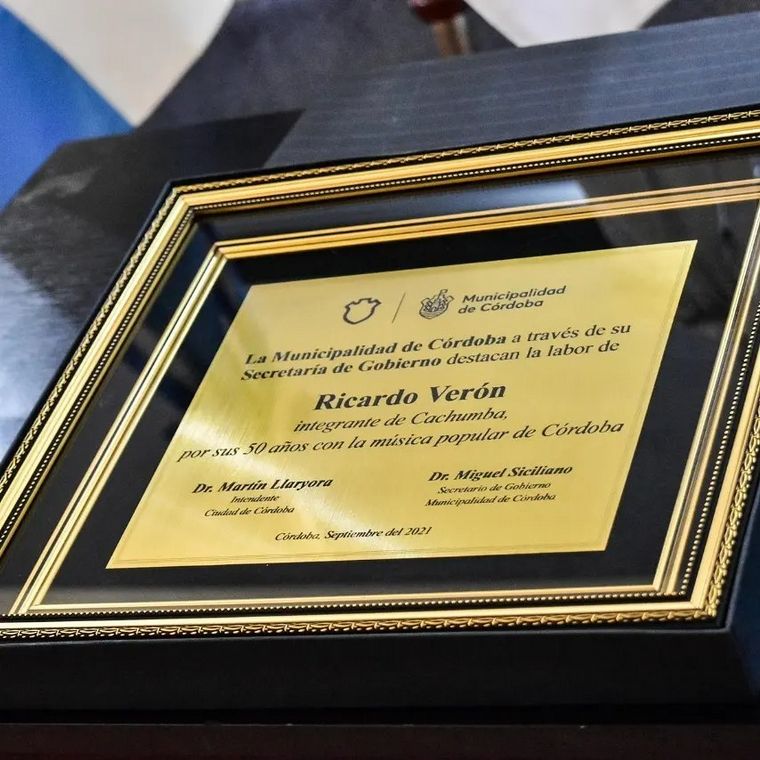 Municipalidad
de Córdoba
La Municipalidad de Córdoba a través de su
Secretaría de Gobierno destacan la labor de
Ricardo Verón
integrante de Cachumba,
por sus 50 años con la música popular de Córdoba
Dr. Martín Llaryora
Intendente
Ciudad de Córdoba
Dr. Miguel Siciliano
Secretario de Gobierno
Municipalidad de Córdoba
Córdoba, Septiembre del 2021